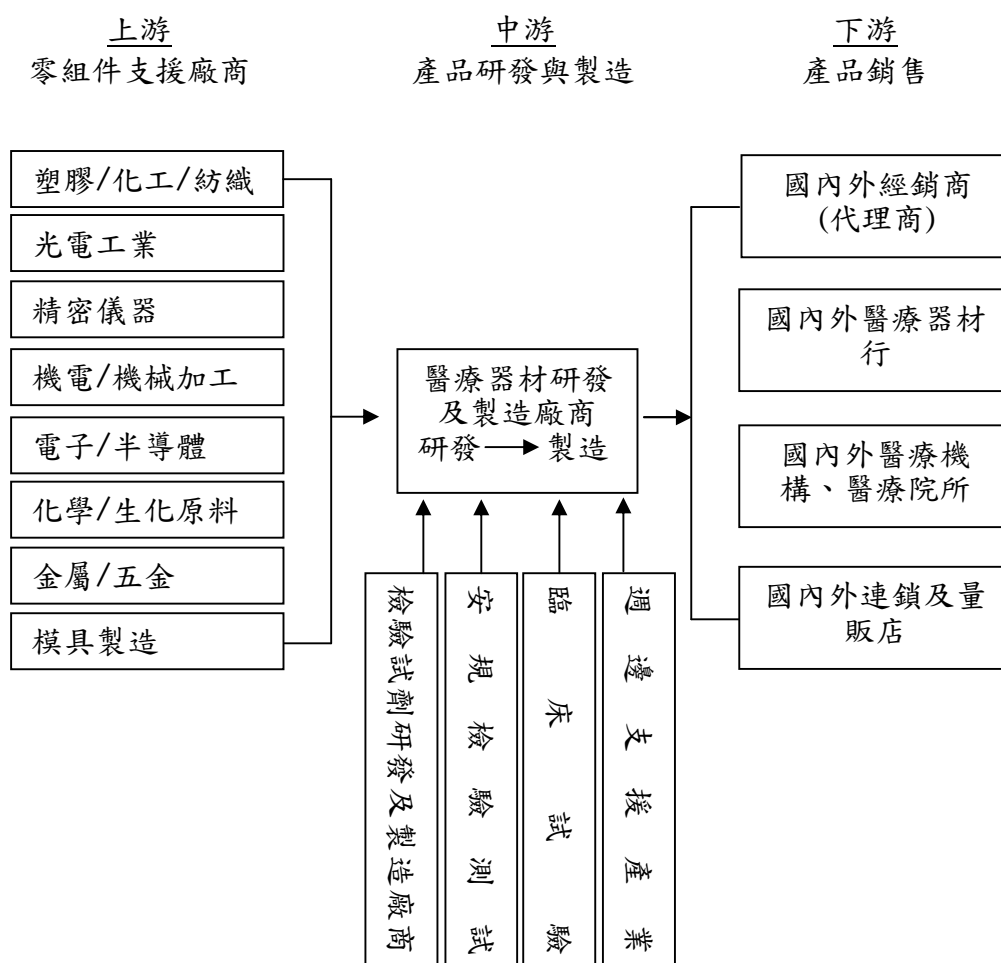 上游
零組件支援廠商
中游
產品研發與製造
下游
產品銷售
塑膠/化工/紡織
光電工業
精密儀器
機電/機械加工
電子/半導體
化學/生化原料
金屬/五金
模具製造
醫療器材研發
及製造廠商
研發 製造
檢驗試劑研發及製造廠商
安規檢驗測試
臨床試驗
週邊支援產業
國內外經銷商
(代理商)
國內外醫療器材
行
國內外醫療機
構、醫療院所
國內外連鎖及量
販店